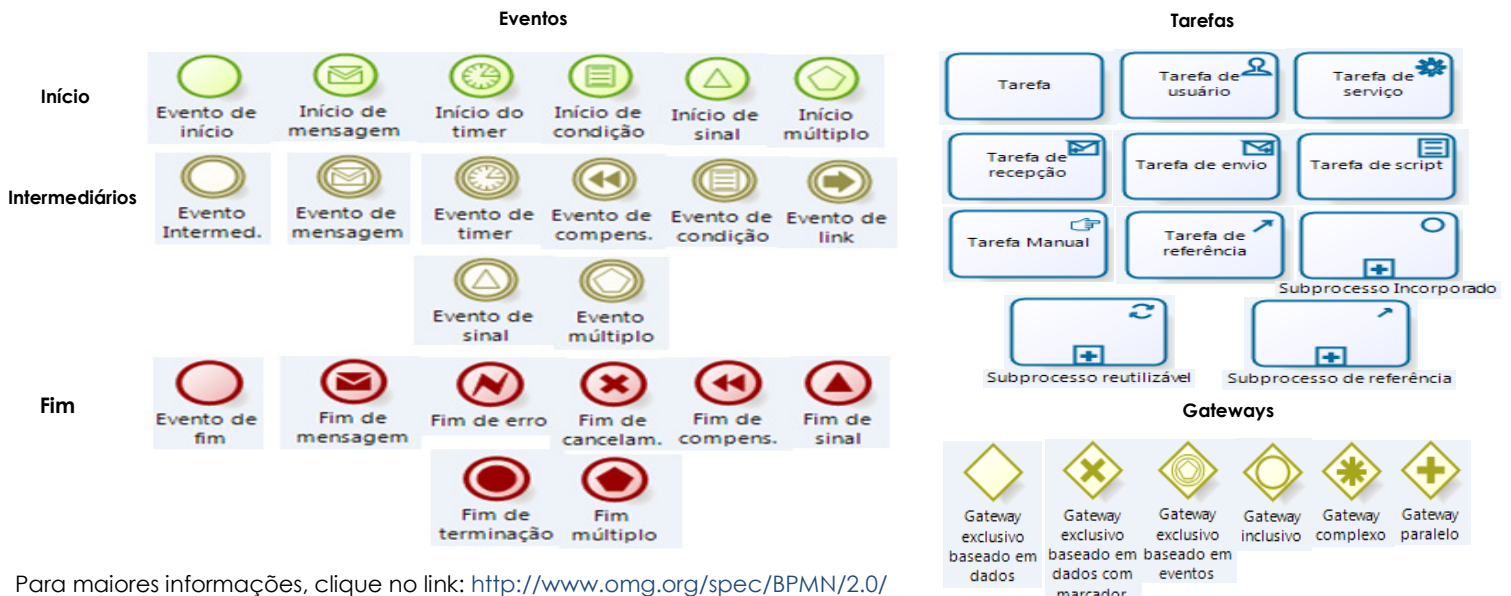 Eventos
Início
Evento de
início
Início de
mensagem
Início do
timer
Início de
condição
Início de
sinal
Início
múltiplo
Intermediários
Evento
Intermed.
Evento de
mensagem
Evento de
timer
Evento de
compens.
Evento de
condição
Evento de
link
Evento de
sinal
Evento
múltiplo
Fim
Evento de
fim
Fim de
mensagem
Fim de erro
Fim de
cancelam.
Fim de
compens.
Fim de
sinal
Fim de
terminação
Fim
múltiplo
Para maiores informações, clique no link: http://www.omg.org/spec/BPMN/2.0/
Tarefas
Tarefa
Tarefa de
usuário
Tarefa de
serviço
Tarefa de
recepção
Tarefa de envio
Tarefa de script
Tarefa Manual
Tarefa de
referência
Subprocesso Incorporado
Subprocesso reutilizável
Subprocesso de referência
Gateways
Gateway
exclusivo
baseado em
dados
Gateway
exclusivo
baseado em
dados com
marcador
Gateway
exclusivo
baseado em
eventos
Gateway
inclusivo
Gateway
complexo
Gateway
paralelo